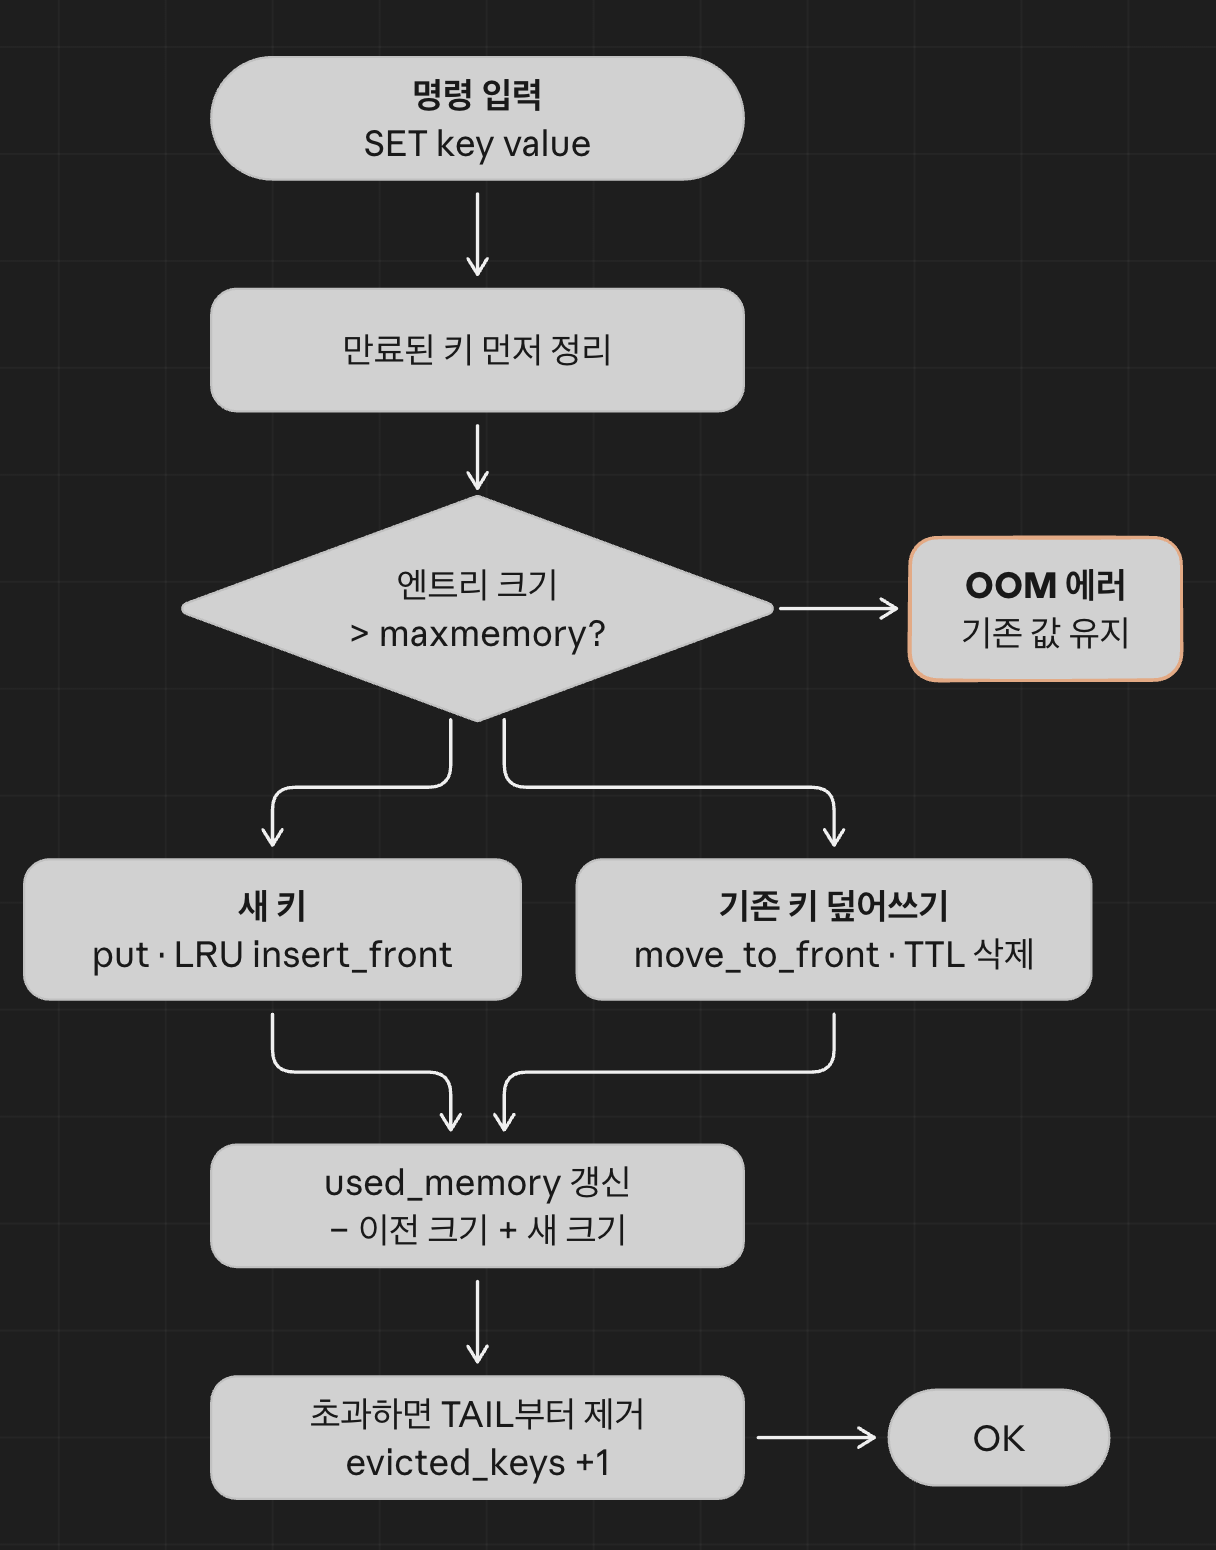 명령 입력
SET key value
만료된 키 먼저 정리
엔트리 크기
> maxmemory?
OOM 에러
기존 값 유지
새 키
put · LRU insert_front
기존 키 덮어쓰기
move_to_front · TTL 삭제
used_memory 갱신
− 이전 크기 + 새 크기
초과하면 TAIL부터 제거
evicted_keys +1
OK